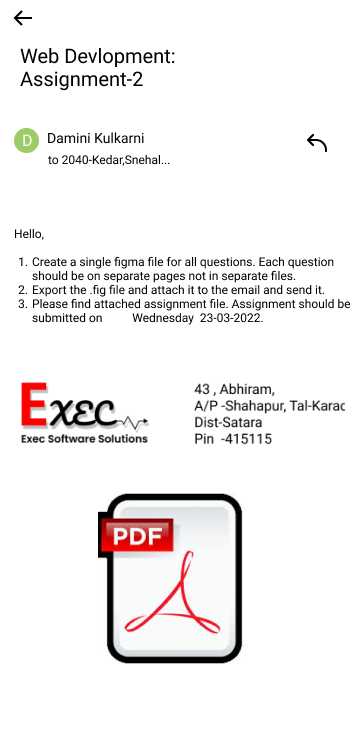 Web Devlopment:
Assignment-2
D
Damini Kulkarni
to 2040-Kedar,Snehal...
Hello,
1. Create a single figma file for all questions. Each question
should be on separate pages not in separate files.
2. Export the .fig file and attach it to the email and send it.
3. Please find attached assignment file. Assignment should be
submitted on Wednesday 23-03-2022.
EXEC
Exec Software Solutions
43 , Abhiram,
A/P -Shahapur, Tal-Karad
Dist-Satara
Pin -415115
PDF